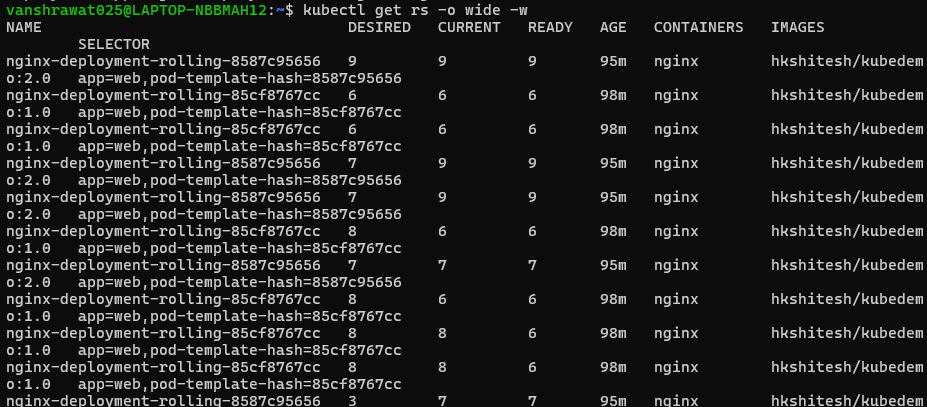 vanshrawat025@LAPTOP-NBBMAH12:~$ kubectl get rs -o wide -w
NAME                               DESIRED   CURRENT   READY   AGE   CONTAINERS   IMAGES
        SELECTOR
nginx-deployment-rolling-8587c95656   9         9         9       95m   nginx        hkshitesh/kubedem
o:2.0   app=web,pod-template-hash=8587c95656
nginx-deployment-rolling-85cf8767cc   6         6         6       98m   nginx        hkshitesh/kubedem
o:1.0   app=web,pod-template-hash=85cf8767cc
nginx-deployment-rolling-85cf8767cc   6         6         6       98m   nginx        hkshitesh/kubedem
o:1.0   app=web,pod-template-hash=85cf8767cc
nginx-deployment-rolling-8587c95656   7         9         9       95m   nginx        hkshitesh/kubedem
o:2.0   app=web,pod-template-hash=8587c95656
nginx-deployment-rolling-8587c95656   7         9         9       95m   nginx        hkshitesh/kubedem
o:2.0   app=web,pod-template-hash=8587c95656
nginx-deployment-rolling-85cf8767cc   8         6         6       98m   nginx        hkshitesh/kubedem
o:1.0   app=web,pod-template-hash=85cf8767cc
nginx-deployment-rolling-8587c95656   7         7         7       95m   nginx        hkshitesh/kubedem
o:2.0   app=web,pod-template-hash=8587c95656
nginx-deployment-rolling-85cf8767cc   8         6         6       98m   nginx        hkshitesh/kubedem
o:1.0   app=web,pod-template-hash=85cf8767cc
nginx-deployment-rolling-85cf8767cc   8         8         6       98m   nginx        hkshitesh/kubedem
o:1.0   app=web,pod-template-hash=85cf8767cc
nginx-deployment-rolling-85cf8767cc   8         8         6       98m   nginx        hkshitesh/kubedem
o:1.0   app=web,pod-template-hash=85cf8767cc
nginx-deployment-rolling-8587c95656   3         7         7       95m   nginx        hkshitesh/kubedem